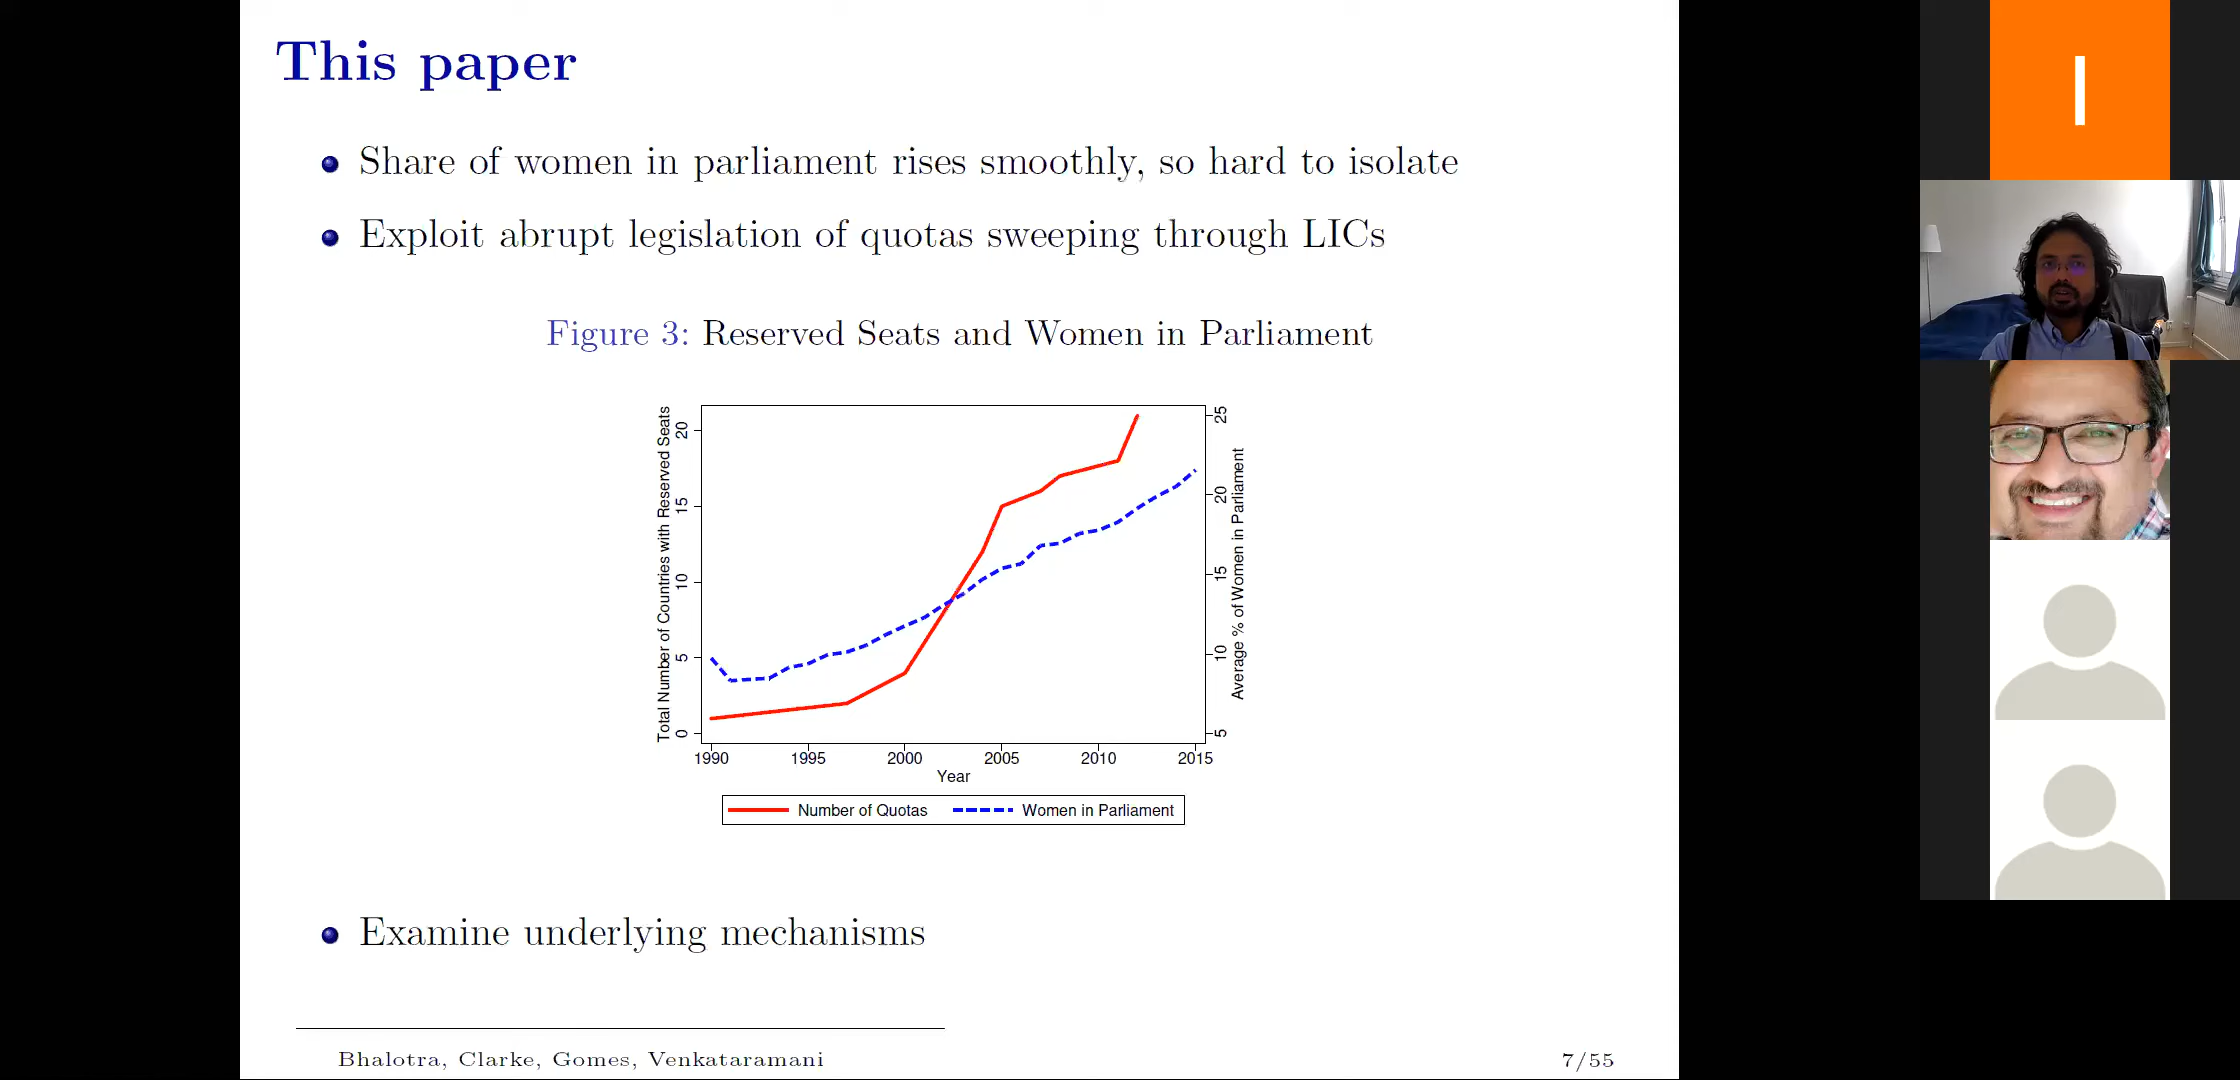 This paper
Share of women in parliament rises smoothly, so hard to isolate
Exploit abrupt legislation of quotas sweeping through LICs
Figure 3: Reserved Seats and Women in Parliament
Total Number of Countries with Reserved Seats
0 5 10 15 20
5 10 15 20 25
Average % of Women in Parliament
1990 1995 2000 2005 2010 2015
Year
Number of Quotas Women in Parliament
Examine underlying mechanisms
Bhalotra, Clarke, Gomes, Venkataramani 7/55
I